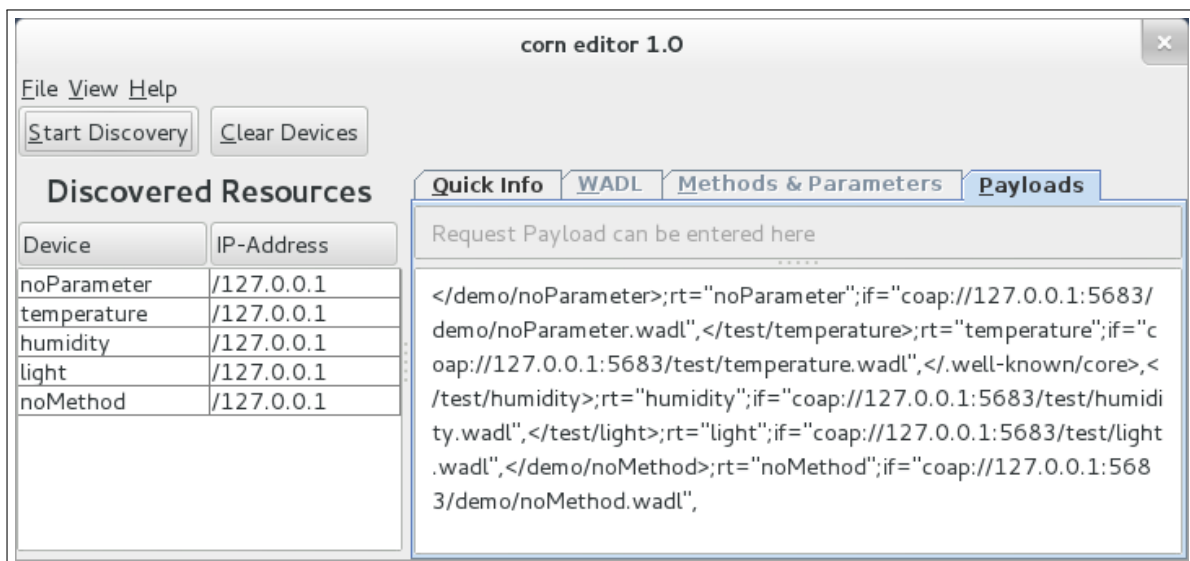 corn editor 1.0
File View Help
Start Discovery Clear Devices
Discovered Resources
Device IP-Address
noParameter /127.0.0.1
temperature /127.0.0.1
humidity /127.0.0.1
light /127.0.0.1
noMethod /127.0.0.1
Quick Info WADL Methods & Parameters Payloads
Request Payload can be entered here
</demo/noParameter>;rt="noParameter";if="coap://127.0.0.1:5683/
demo/noParameter.wadl",</test/temperature>;rt="temperature";if="c
oap://127.0.0.1:5683/test/temperature.wadl",</.well-known/core>,<
/test/humidity>;rt="humidity";if="coap://127.0.0.1:5683/test/humidi
ty.wadl",</test/light>;rt="light";if="coap://127.0.0.1:5683/test/light
.wadl",</demo/noMethod>;rt="noMethod";if="coap://127.0.0.1:568
3/demo/noMethod.wadl",